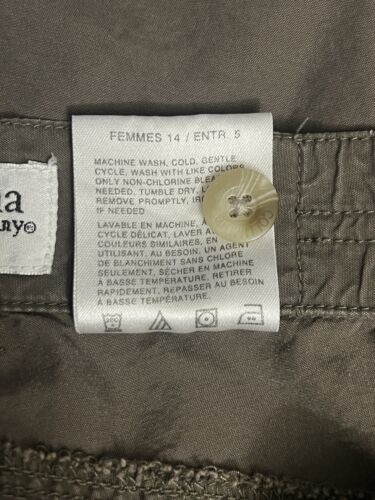 FEMMES 14 / ENTR. 5
MACHINE WASH, COLD, GENTLE
CYCLE, WASH WITH LIKE COLORS
ONLY NON-CHLORINE BLEA
NEEDED, TUMBLE DRY, L
REMOVE PROMPTLY, IRO
IF NEEDED
LAVABLE EN MACHINE, À
CYCLE DÉLICAT, LAVER A
COULEURS SIMILAIRES, EN
UTILISANT, AU BESOIN, UN AGENT
DE BLANCHIMENT SANS CHLORE
SEULEMENT, SÉCHER EN MACHINE
À BASSE TEMPÉRATURE, RETIRER
RAPIDEMENT, REPASSER AU BESOIN
À BASSE TEMPÉRATURE.
a
ny®